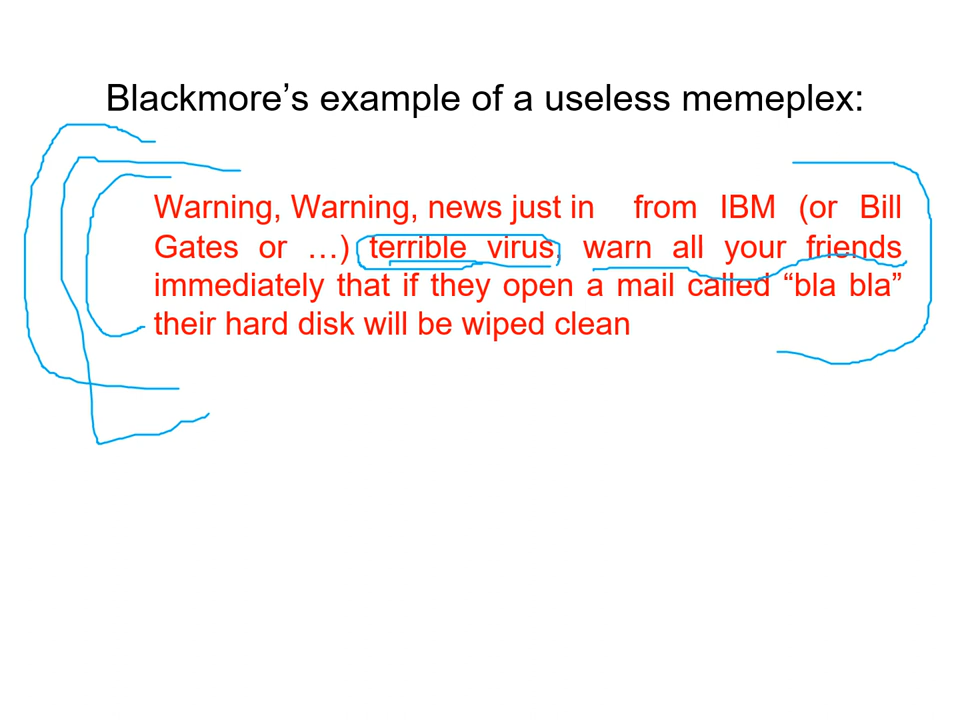 Blackmore’s example of a useless memeplex:
Warning, Warning, news just in from IBM (or Bill
Gates or …) terrible virus, warn all your friends
immediately that if they open a mail called “bla bla”
their hard disk will be wiped clean